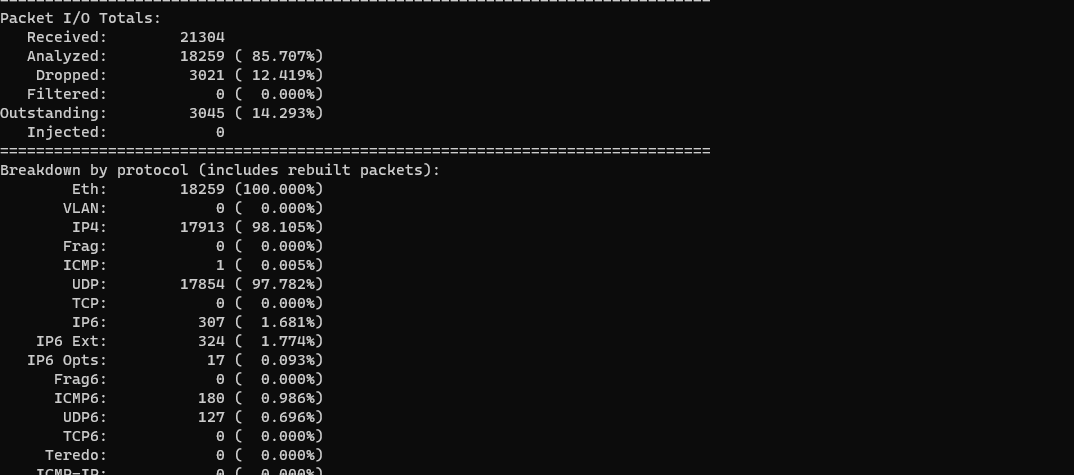 ===============================================================================
Packet I/O Totals:
   Received:        21304
   Analyzed:        18259 ( 85.707%)
    Dropped:         3021 ( 12.419%)
   Filtered:            0 (  0.000%)
Outstanding:         3045 ( 14.293%)
   Injected:            0
===============================================================================
Breakdown by protocol (includes rebuilt packets):
        Eth:        18259 (100.000%)
       VLAN:            0 (  0.000%)
        IP4:        17913 ( 98.105%)
       Frag:            0 (  0.000%)
       ICMP:            1 (  0.005%)
        UDP:        17854 ( 97.782%)
        TCP:            0 (  0.000%)
        IP6:          307 (  1.681%)
    IP6 Ext:          324 (  1.774%)
   IP6 Opts:           17 (  0.093%)
      Frag6:            0 (  0.000%)
      ICMP6:          180 (  0.986%)
       UDP6:          127 (  0.696%)
       TCP6:            0 (  0.000%)
     Teredo:            0 (  0.000%)
    ICMP-IP:            0 (  0.000%)